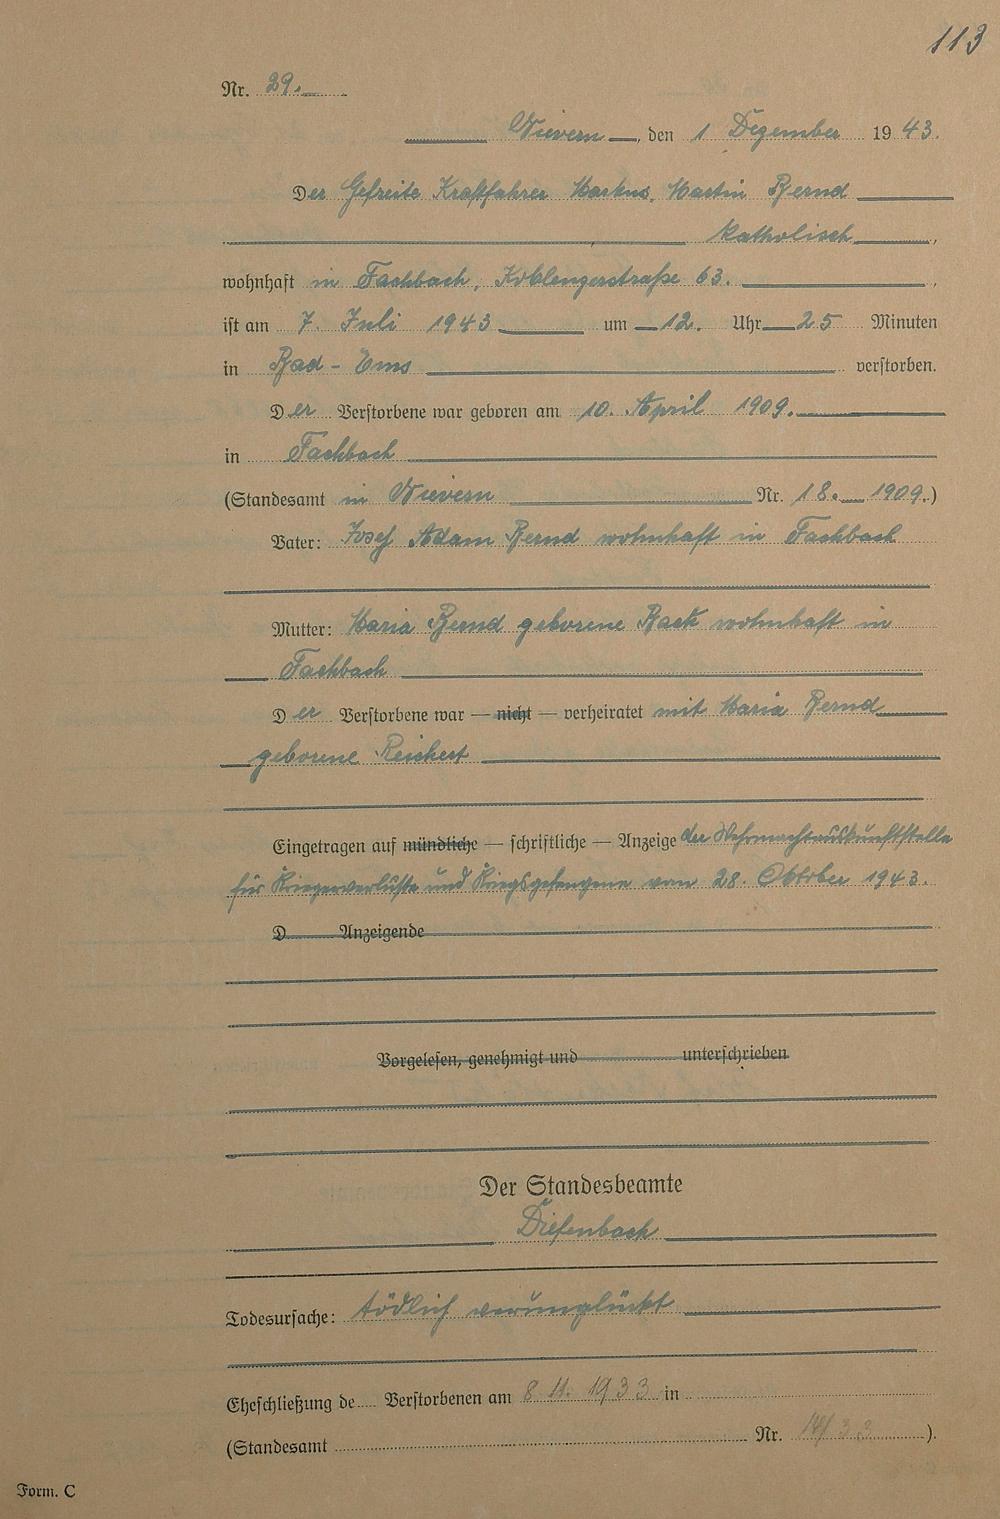 113
Nr. 29.
Nievern, den 1 Dezember 1943.
Der Gefreite Kraftfahrer Markus, Martin Bernd
katholisch,
wohnhaft in Fachbach, Koblenzerstraße 63.,
ist am 7. Juli 1943 um 12. Uhr 25 Minuten
in Bad-Ems verstorben.
Der Verstorbene war geboren am 10. April 1909.
in Fachbach
(Standesamt in Nievern Nr. 18. 1909.)
Vater: Josef Adam Bernd wohnhaft in Fachbach
Mutter: Maria Bernd geborene Back wohnhaft in
Fachbach
Der Verstorbene war — nicht — verheiratet mit Maria Bernd
geborene Reichert
Eingetragen auf mündliche — schriftliche — Anzeige der Wehrmachtauskunftstelle
für Kriegerverluste und Kriegsgefangene vom 28. Oktober 1943.
D Anzeigende
Vorgelesen, genehmigt und unterschrieben
Der Standesbeamte
Diefenbach
Todesursache: tödlich verunglückt
Eheschließung de Verstorbenen am 8. 11. 1933 in
(Standesamt Nr. 33 ).
Form. C